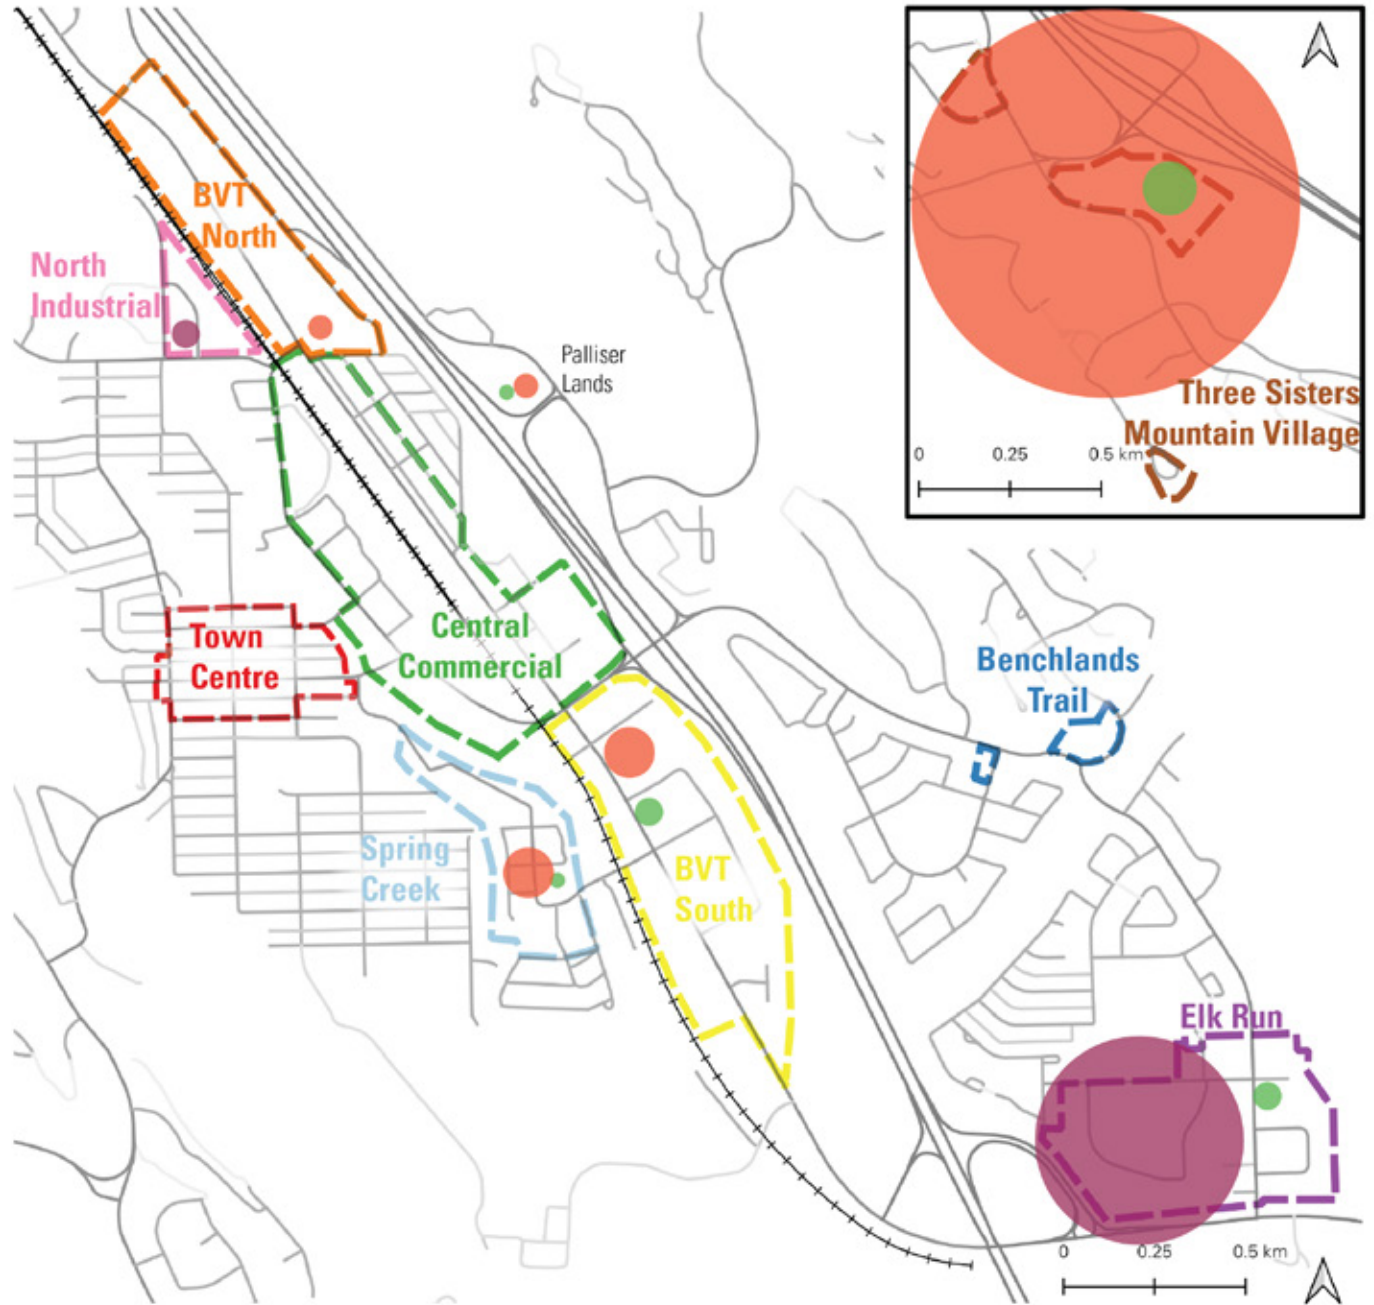 BVT
North
North
Industrial
Palliser
Lands
Three Sisters
Mountain Village
0 0.25 0.5 km
Central
Commercial
Town
Centre
Benchlands
Trail
Spring
Creek
BVT
South
Elk Run
0 0.25 0.5 km